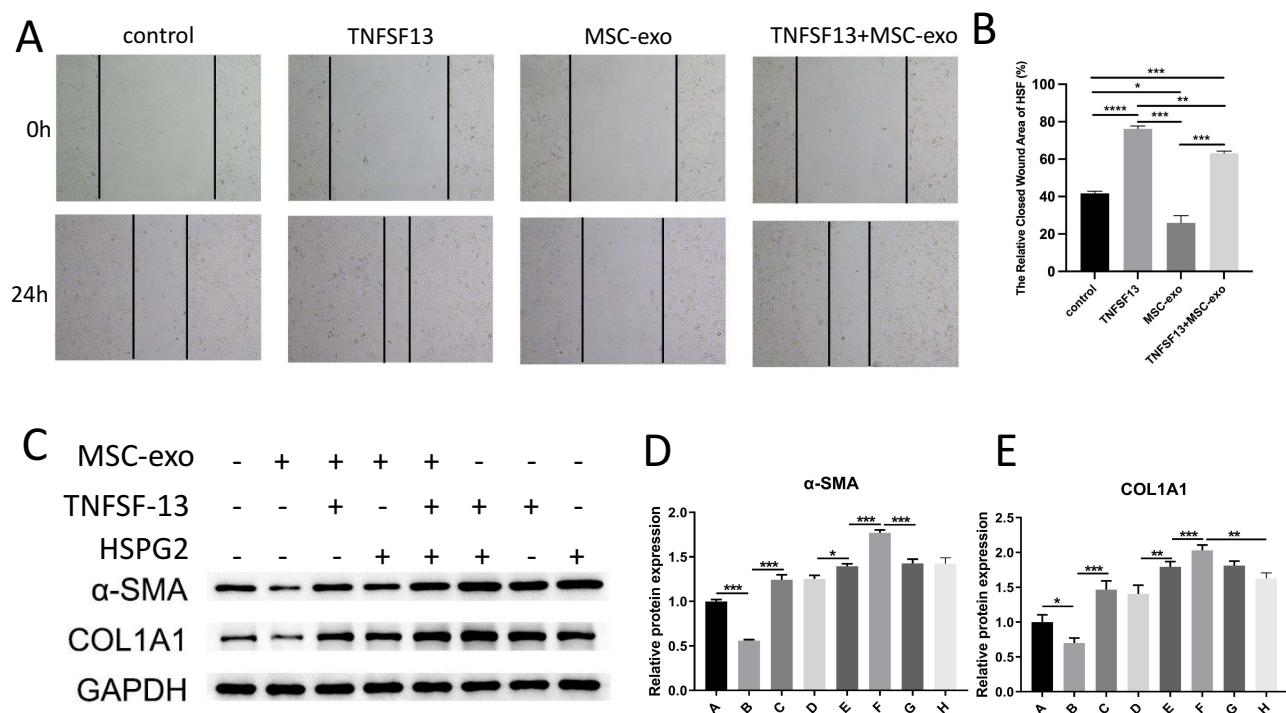 A
control
TNFSF13
MSC-exo
TNFSF13+MSC-exo
0h
24h
B
The Relative Closed Wound Area of HSF (%)
100
80
60
40
20
0
***
*
**
**** ***
***
control
TNFSF13
MSC-exo
TNFSF13+MSC-exo
C
MSC-exo - + + + + - - -
TNFSF-13 - - + - + + + -
HSPG2 - - - + + + - +
α-SMA
COL1A1
GAPDH
D
α-SMA
Relative protein expression
2.0
1.5
1.0
0.5
0.0
*** *** * *** ***
A B C D E F G H
E
COL1A1
Relative protein expression
2.5
2.0
1.5
1.0
0.5
0.0
* *** ** *** **
A B C D E F G H